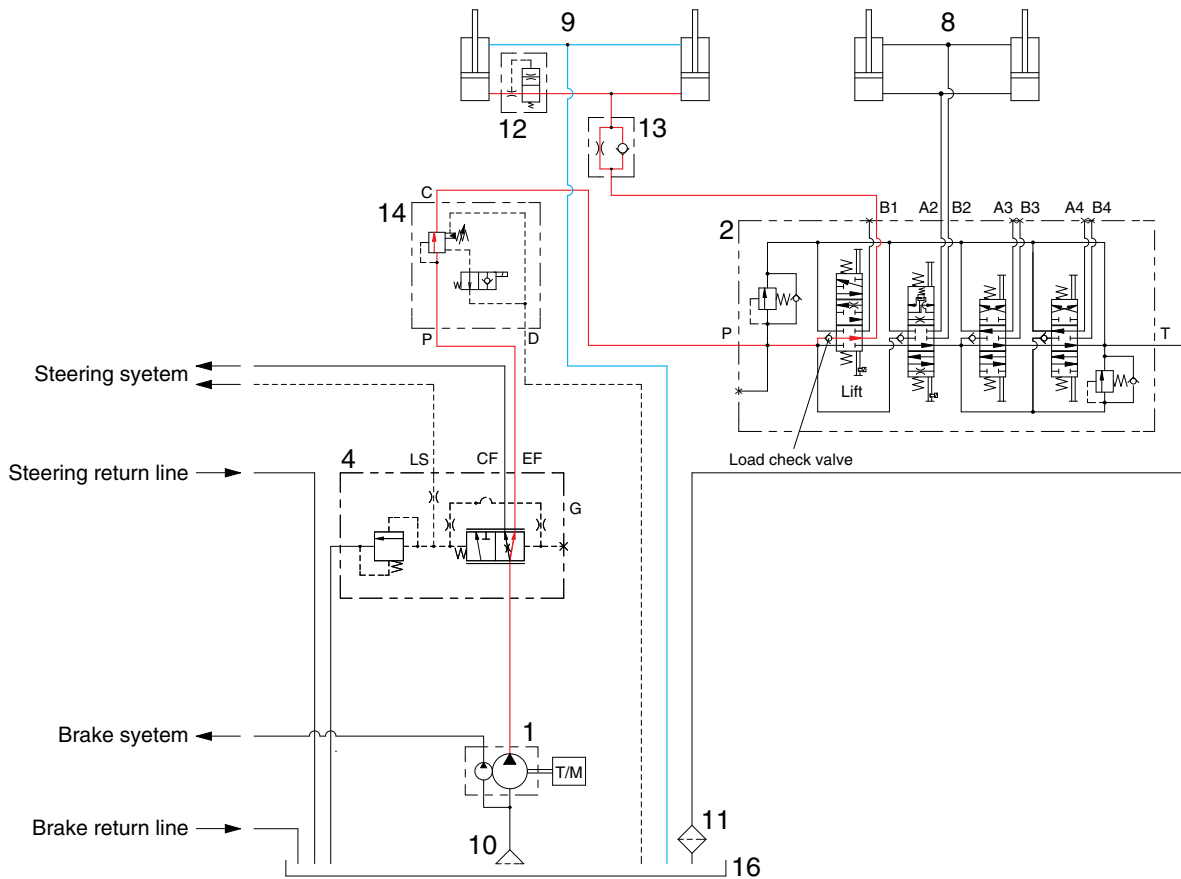 9
8
12
13
C
14
B1
A2
B2
A3
B3
A4
B4
2
P
T
P
D
Lift
Steering syetem
Load check valve
4
LS
CF
EF
Steering return line
G
Brake syetem
1
T/M
Brake return line
10
11
16